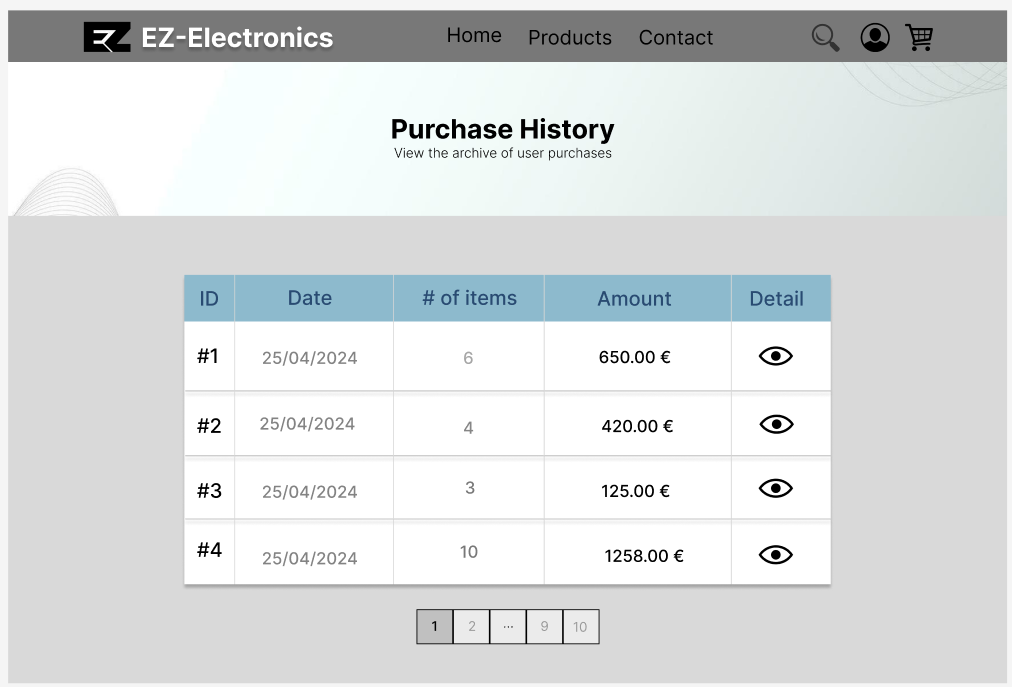 EZ EZ-Electronics Home Products Contact
Purchase History
View the archive of user purchases
ID Date # of items Amount Detail
#1 25/04/2024 6 650.00 €
#2 25/04/2024 4 420.00 €
#3 25/04/2024 3 125.00 €
#4 25/04/2024 10 1258.00 €
1 2 ... 9 10